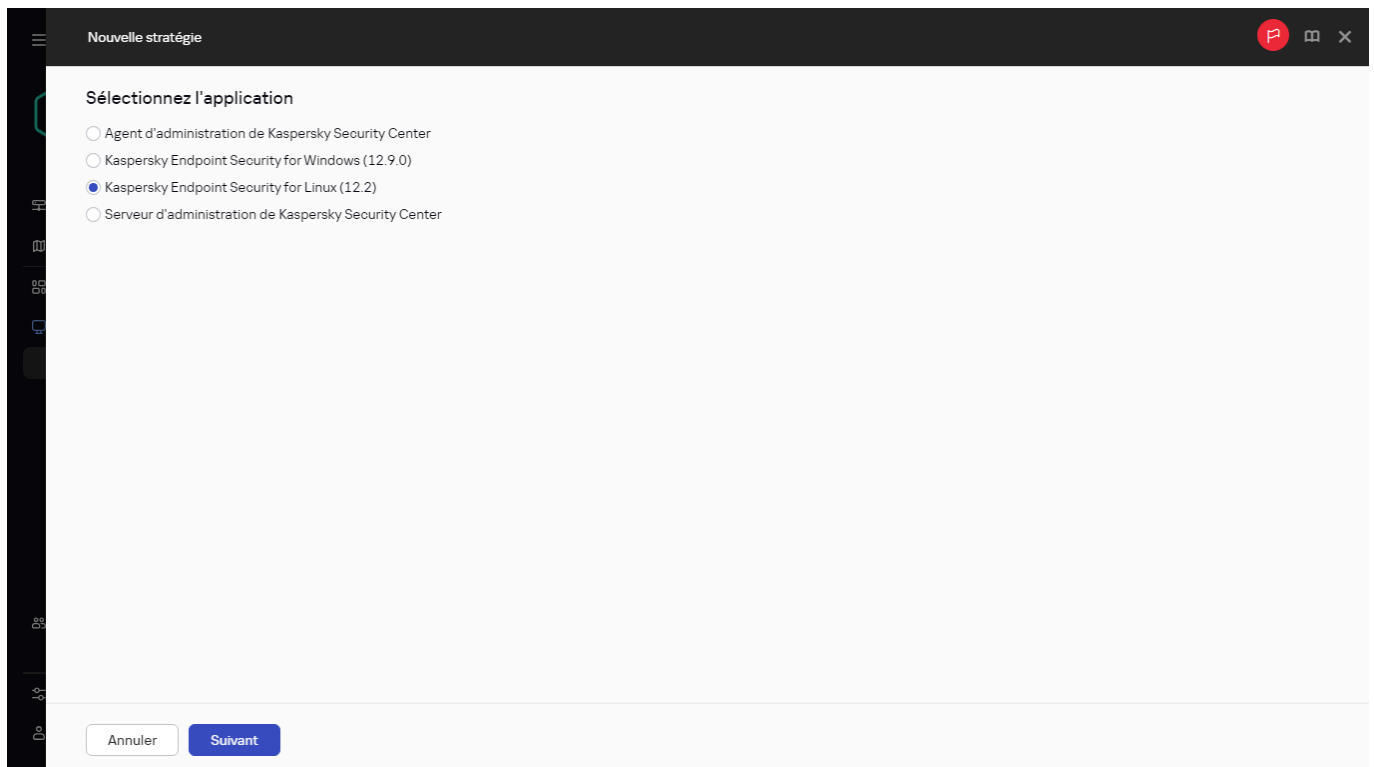 Nouvelle stratégie
Sélectionnez l'application
Agent d'administration de Kaspersky Security Center
Kaspersky Endpoint Security for Windows (12.9.0)
Kaspersky Endpoint Security for Linux (12.2)
Serveur d'administration de Kaspersky Security Center
Annuler
Suivant